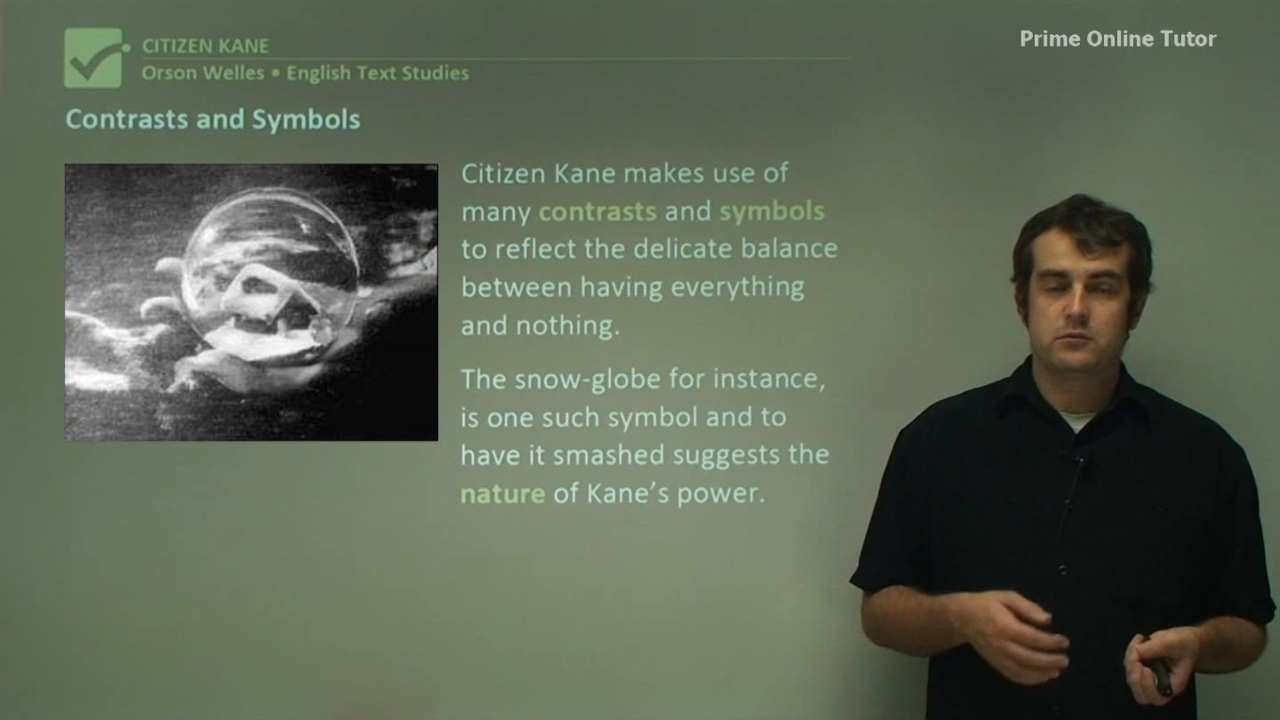 CITIZEN KANE
Orson Welles • English Text Studies
Prime Online Tutor
Contrasts and Symbols
Citizen Kane makes use of
many contrasts and symbols
to reflect the delicate balance
between having everything
and nothing.
The snow-globe for instance,
is one such symbol and to
have it smashed suggests the
nature of Kane's power.